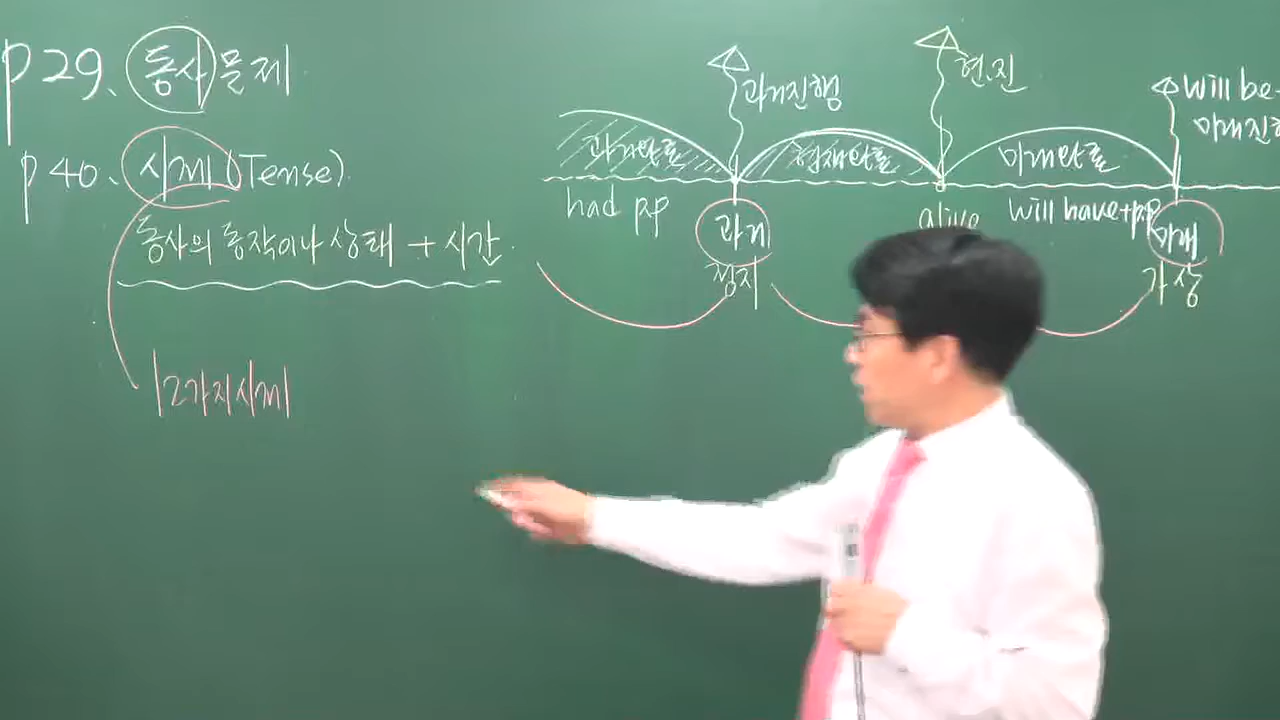 p29、동사문제
p40、시제(Tense).
동사의 동작이나 상태 + 시간.
12가지시제
과거진행
현.진
will be-
미래진행
과거완료
현재완료
미래완료
had pp
과거
정지
alive
will have+pp
미래
가상